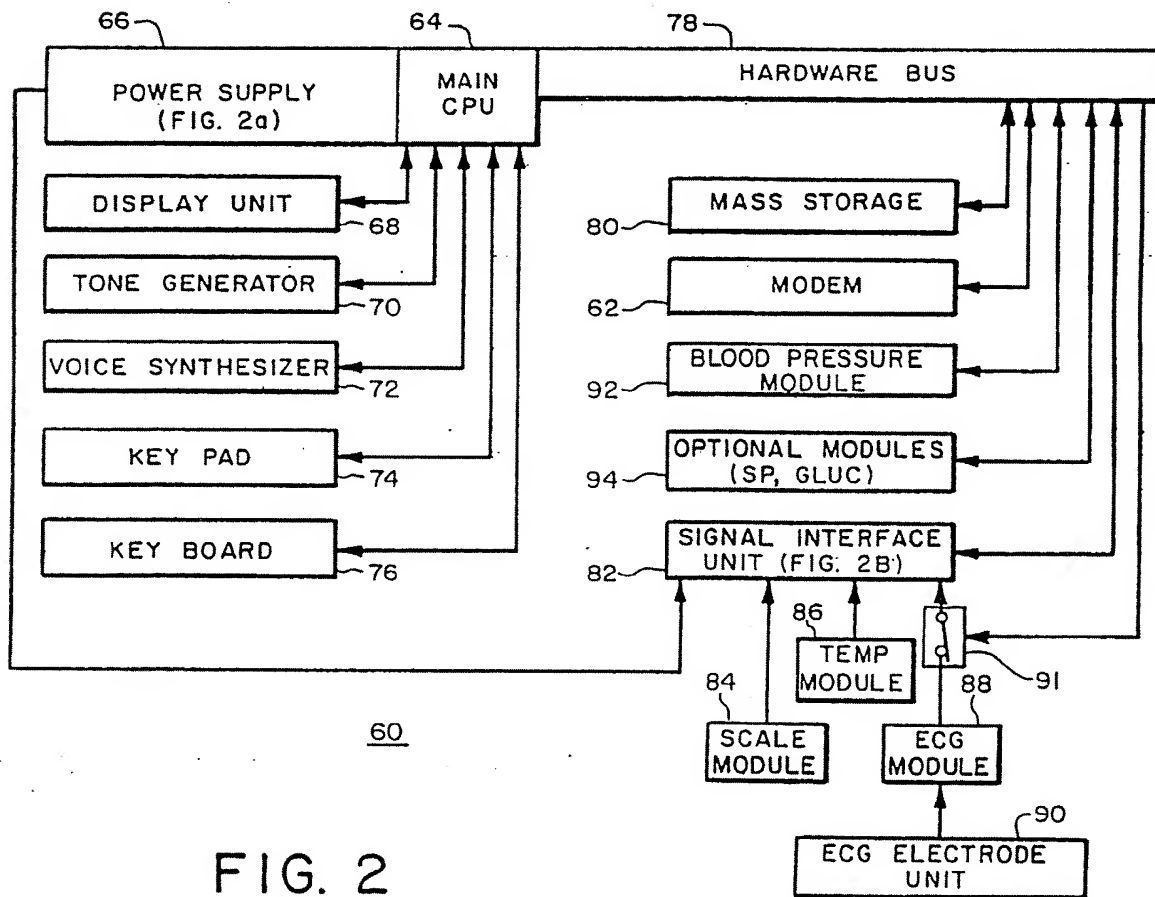 66
64
78
POWER SUPPLY
(FIG. 2a)
MAIN
CPU
HARDWARE BUS
DISPLAY UNIT
68
MASS STORAGE
80
TONE GENERATOR
70
MODEM
62
VOICE SYNTHESIZER
72
BLOOD PRESSURE
MODULE
92
KEY PAD
74
OPTIONAL MODULES
(SP, GLUC)
94
KEY BOARD
76
SIGNAL INTERFACE
UNIT (FIG. 2B)
82
86
TEMP
MODULE
91
84
SCALE
MODULE
88
ECG
MODULE
60
90
ECG ELECTRODE
UNIT
FIG. 2